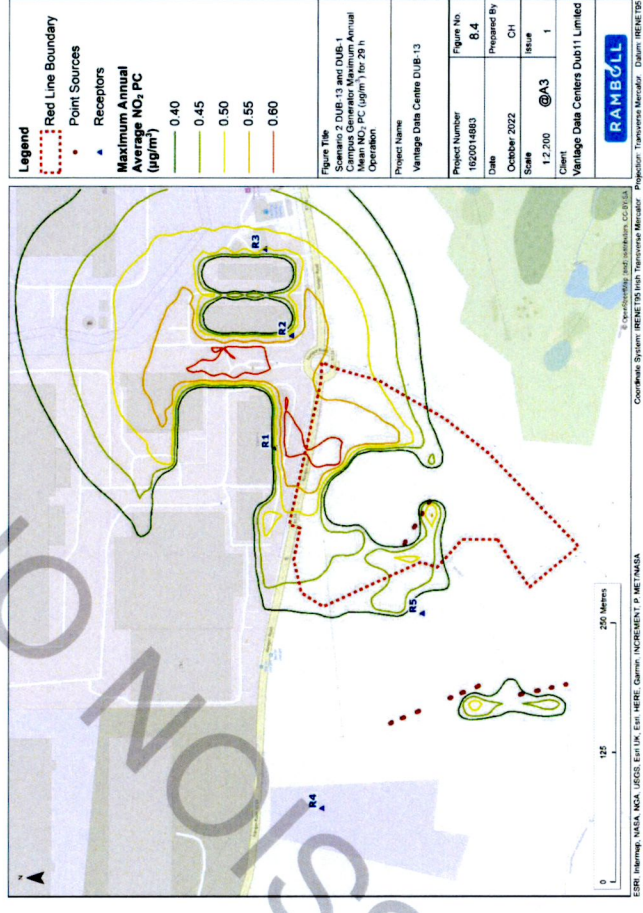 Legend
Red Line Boundary
Point Sources
Receptors
Maximum Annual
Average NO₂ PC
(µg/m³)
0.40
0.45
0.50
0.55
0.60
Figure Title
Scenario 2 DUB-13 and DUB-1
Campus Generator Maximum Annual
Mean NO₂ PC (µg/m³) for 29 h
Operation.
Project Name
Vantage Data Centre DUB-13
Project Number
1620014883
Figure No.
8.4
Date
October 2022
Prepared By
CH
Scale
1:2,200 @A3
Issue
1
Client
Vantage Data Centers Dub11 Limited
RAMBOLL
N
R1
R2
R3
R4
R5
0 125 250 Metres
© OpenStreetMap (and) contributors, CC-BY-SA
ESRI, Intermap, NASA, NGA, USGS, Esri UK, Esri, HERE, Garmin, INCREMENT, P, MET/NASA
Coordinate System: IRENET95 Irish Transverse Mercator Projection: Transverse Mercator. Datum: IRENET95